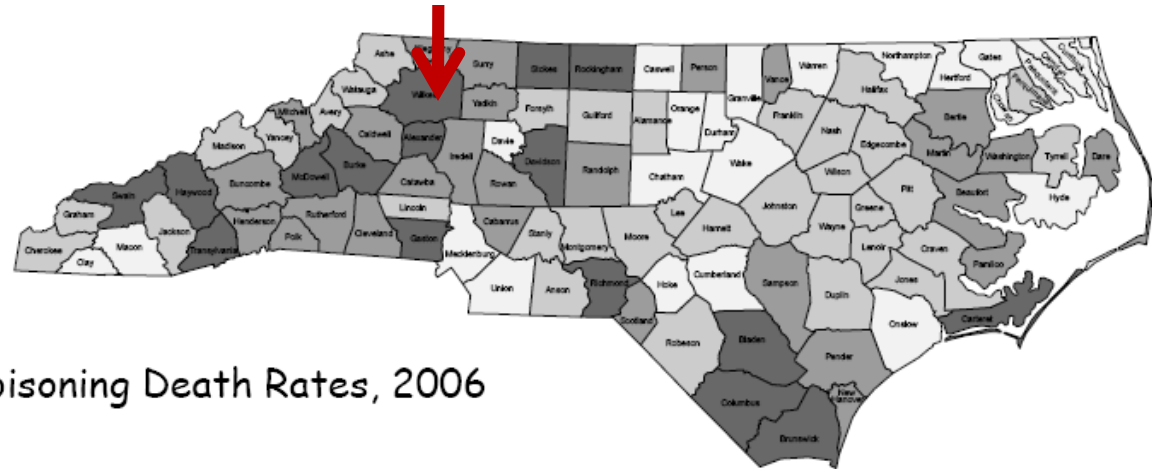 Ashe
Surry
Stokes
Rockingham
Caswell
Person
Vance
Warren
Northampton
Gates
Hertford
Watauga
Wilkes
Yadkin
Forsyth
Guilford
Alamance
Orange
Durham
Granville
Franklin
Halifax
Bertie
Mitchell
Avery
Yancey
Caldwell
Alexander
Iredell
Davie
Davidson
Randolph
Chatham
Wake
Nash
Edgecombe
Martin
Washington
Tyrrell
Dare
Madison
Buncombe
McDowell
Burke
Catawba
Rowan
Wilson
Pitt
Beaufort
Hyde
Swain
Haywood
Graham
Cherokee
Clay
Macon
Jackson
Transylvania
Henderson
Polk
Rutherford
Cleveland
Lincoln
Gaston
Mecklenburg
Cabarrus
Stanly
Montgomery
Moore
Lee
Harnett
Johnston
Wayne
Greene
Lenoir
Craven
Pamlico
Jones
Union
Anson
Richmond
Scotland
Hoke
Cumberland
Sampson
Duplin
Onslow
Carteret
Robeson
Bladen
Pender
New
Hanover
Columbus
Brunswick
oisoning Death Rates, 2006